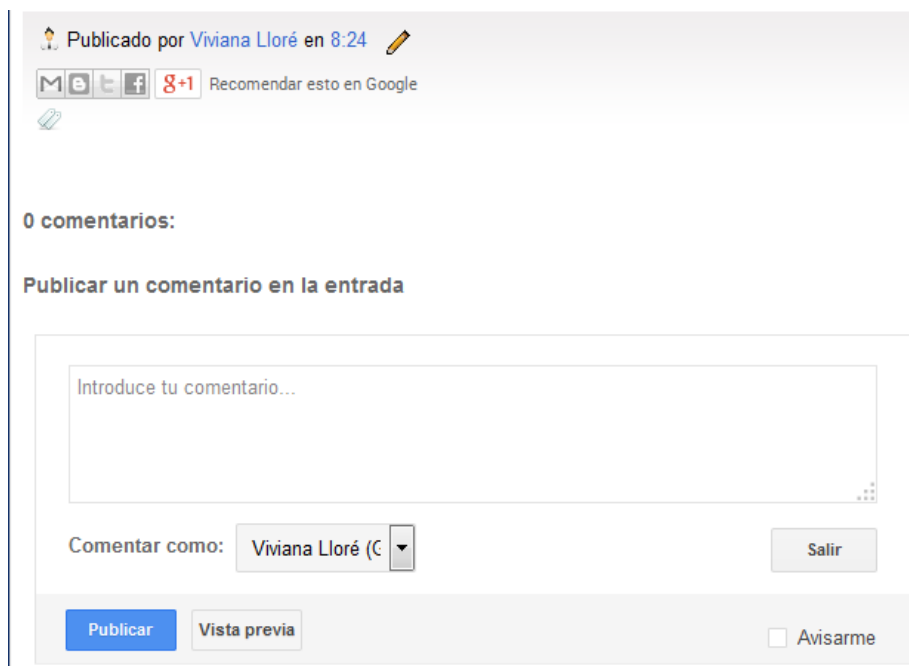 Publicado por Viviana Lloré en 8:24
g+1 Recomendar esto en Google
0 comentarios:
Publicar un comentario en la entrada
Introduce tu comentario...
Comentar como: Viviana Lloré (G Salir
Publicar Vista previa Avisarme